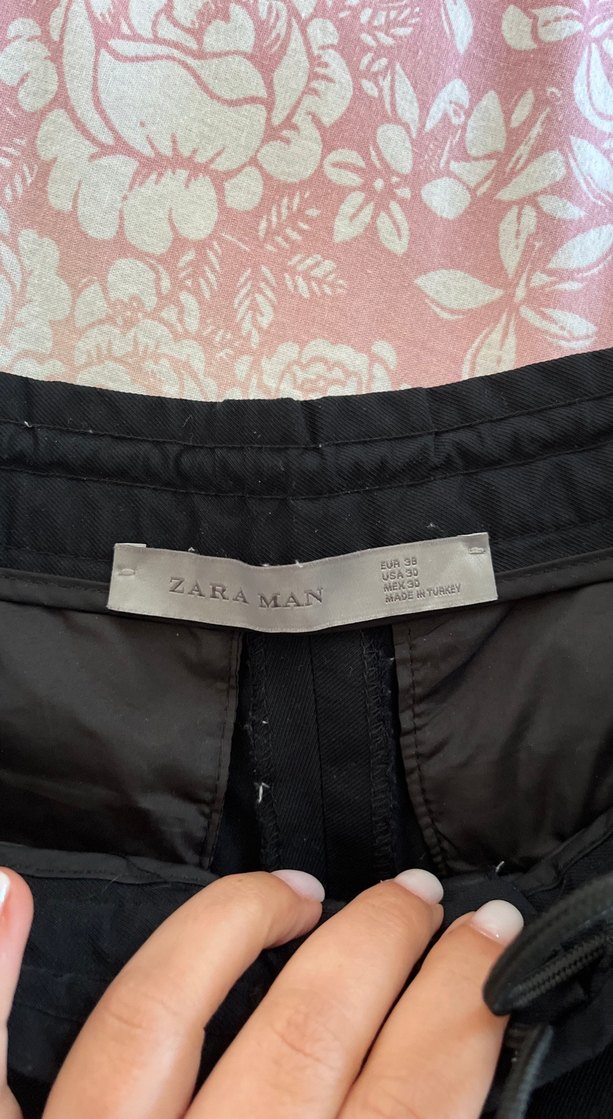 ZARA MAN
EUR 38
USA 30
MEX 30
MADE IN TURKEY